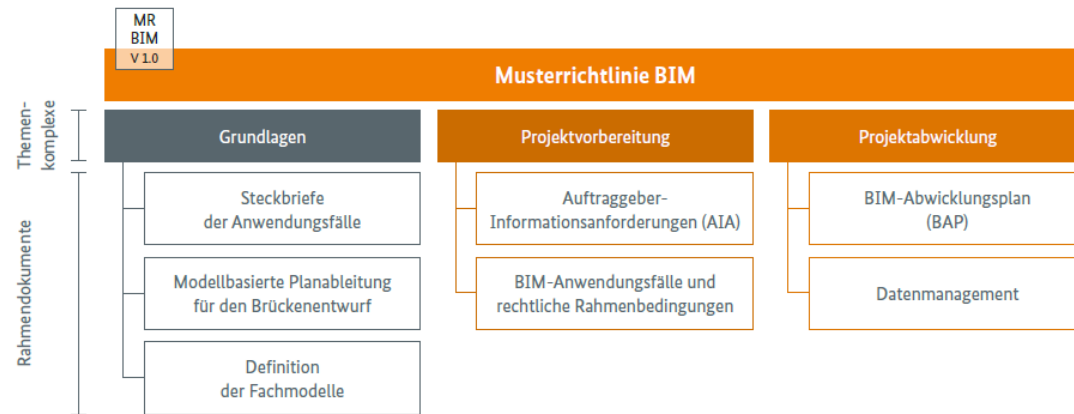 MR
BIM
V 1.0
Musterrichtlinie BIM
Themen-
komplexe
Grundlagen
Projektvorbereitung
Projektabwicklung
Rahmendokumente
Steckbriefe
der Anwendungsfälle
Auftraggeber-
Informationsanforderungen (AIA)
BIM-Abwicklungsplan
(BAP)
Modellbasierte Planableitung
für den Brückenentwurf
BIM-Anwendungsfälle und
rechtliche Rahmenbedingungen
Datenmanagement
Definition
der Fachmodelle